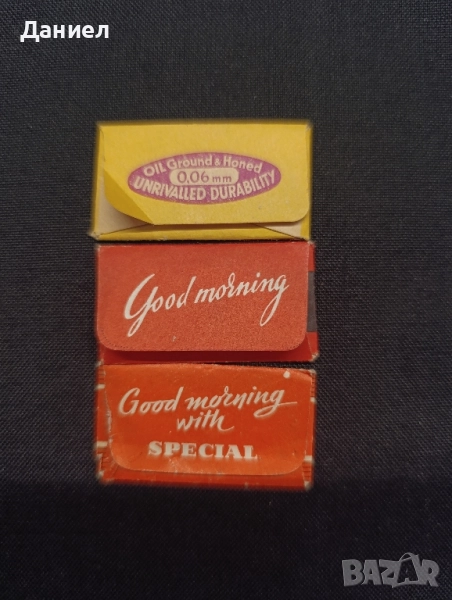 Даниел
OIL Ground & Honed
0,06 mm
UNRIVALLED DURABILITY
Good morning
Good morning
with
SPECIAL
BAZAR